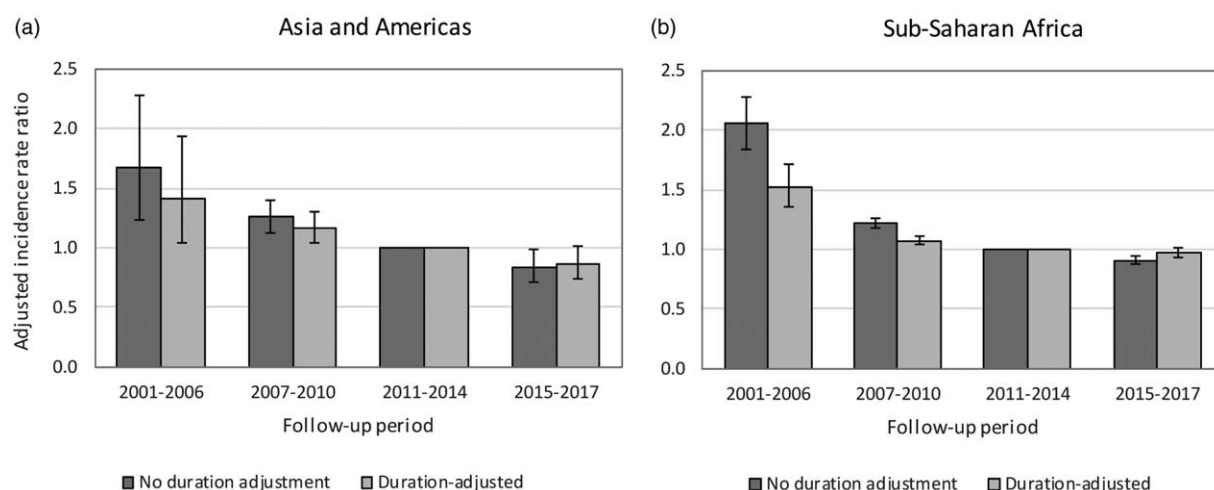 (a)
Asia and Americas
Adjusted incidence rate ratio
2.5
2.0
1.5
1.0
0.5
0.0
2001-2006 2007-2010 2011-2014 2015-2017
Follow-up period
No duration adjustment Duration-adjusted
(b)
Sub-Saharan Africa
2.5
2.0
1.5
1.0
0.5
0.0
2001-2006 2007-2010 2011-2014 2015-2017
Follow-up period
No duration adjustment Duration-adjusted